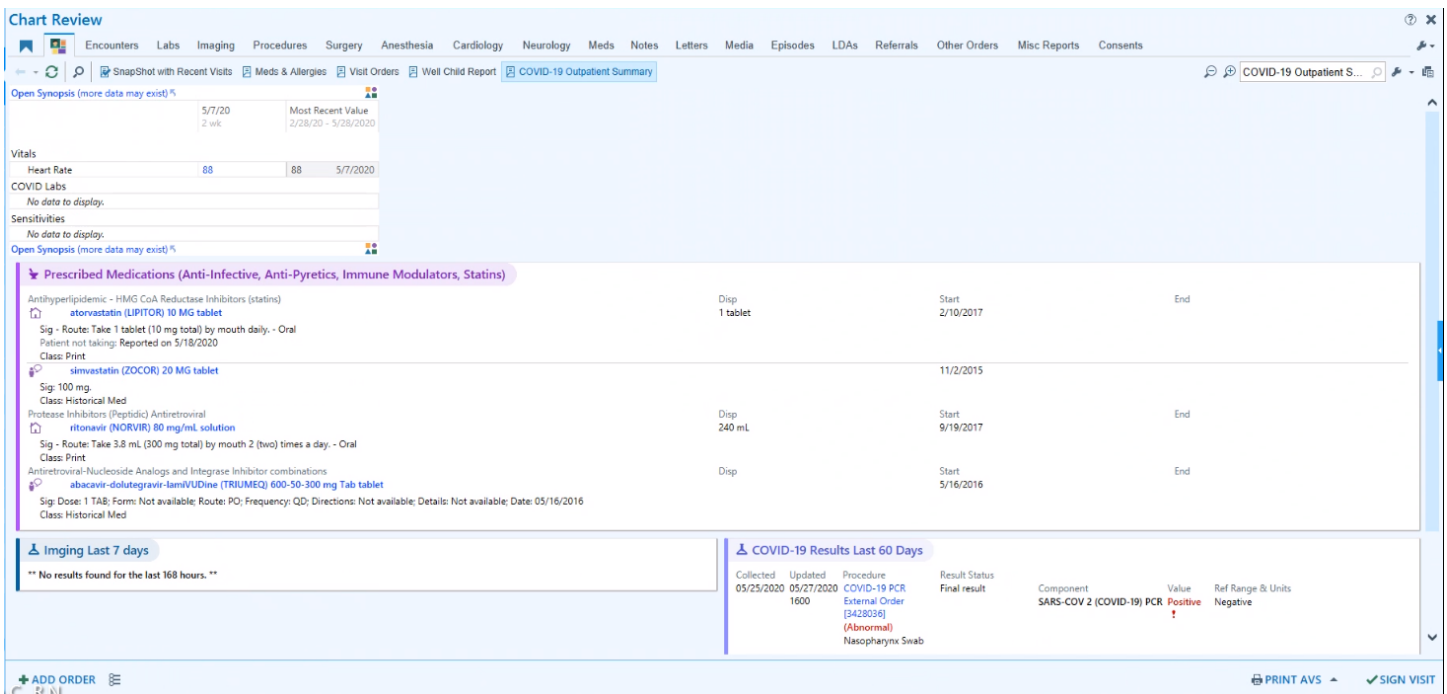 Chart Review
Encounters Labs Imaging Procedures Surgery Anesthesia Cardiology Neurology Meds Notes Letters Media Episodes LDAs Referrals Other Orders Misc Reports Consents
SnapShot with Recent Visits Meds & Allergies Visit Orders Well Child Report COVID-19 Outpatient Summary COVID-19 Outpatient S...
Open Synopsis (more data may exist)
5/7/20 Most Recent Value
2 wk 2/28/20 - 5/28/2020
Vitals
Heart Rate 88 88 5/7/2020
COVID Labs
No data to display.
Sensitivities
No data to display.
Open Synopsis (more data may exist)
Prescribed Medications (Anti-Infective, Anti-Pyretics, Immune Modulators, Statins)
Antihyperlipidemic - HMG CoA Reductase Inhibitors (statins) Disp Start End
atorvastatin (LIPITOR) 10 MG tablet 1 tablet 2/10/2017
Sig - Route: Take 1 tablet (10 mg total) by mouth daily. - Oral
Patient not taking: Reported on 5/18/2020
Class: Print
simvastatin (ZOCOR) 20 MG tablet 11/2/2015
Sig: 100 mg.
Class: Historical Med
Protease Inhibitors (Peptidic) Antiretroviral Disp Start End
ritonavir (NORVIR) 80 mg/mL solution 240 mL 9/19/2017
Sig - Route: Take 3.8 mL (300 mg total) by mouth 2 (two) times a day. - Oral
Class: Print
Antiretroviral-Nucleoside Analogs and Integrase Inhibitor combinations Disp Start End
abacavir-dolutegravir-lamiVUDine (TRIUMEQ) 600-50-300 mg Tab tablet 5/16/2016
Sig: Dose: 1 TAB; Form: Not available; Route: PO; Frequency: QD; Directions: Not available; Details: Not available; Date: 05/16/2016
Class: Historical Med
Imging Last 7 days
** No results found for the last 168 hours. **
COVID-19 Results Last 60 Days
Collected Updated Procedure Result Status
05/25/2020 05/27/2020 COVID-19 PCR Final result Component Value Ref Range & Units
1600 External Order SARS-COV 2 (COVID-19) PCR Positive Negative
[3428036] !
(Abnormal)
Nasopharynx Swab
ADD ORDER PRINT AVS SIGN VISIT